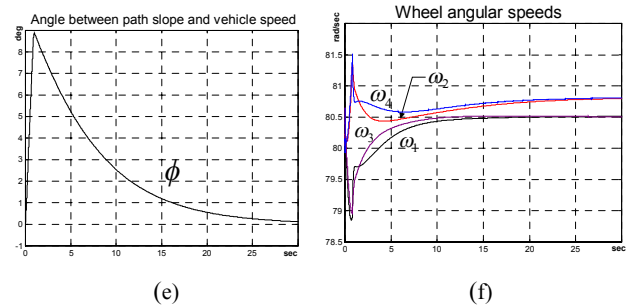 Angle between path slope and vehicle speed
deg
8
7
6
5
4
3
2
1
0
-1
0
5
10
15
20
25
sec
ϕ
(e)
Wheel angular speeds
rad/sec
81.5
81
80.5
80
79.5
79
78.5
0
5
10
15
20
25
sec
ω4
ω2
ω3
ω1
(f)